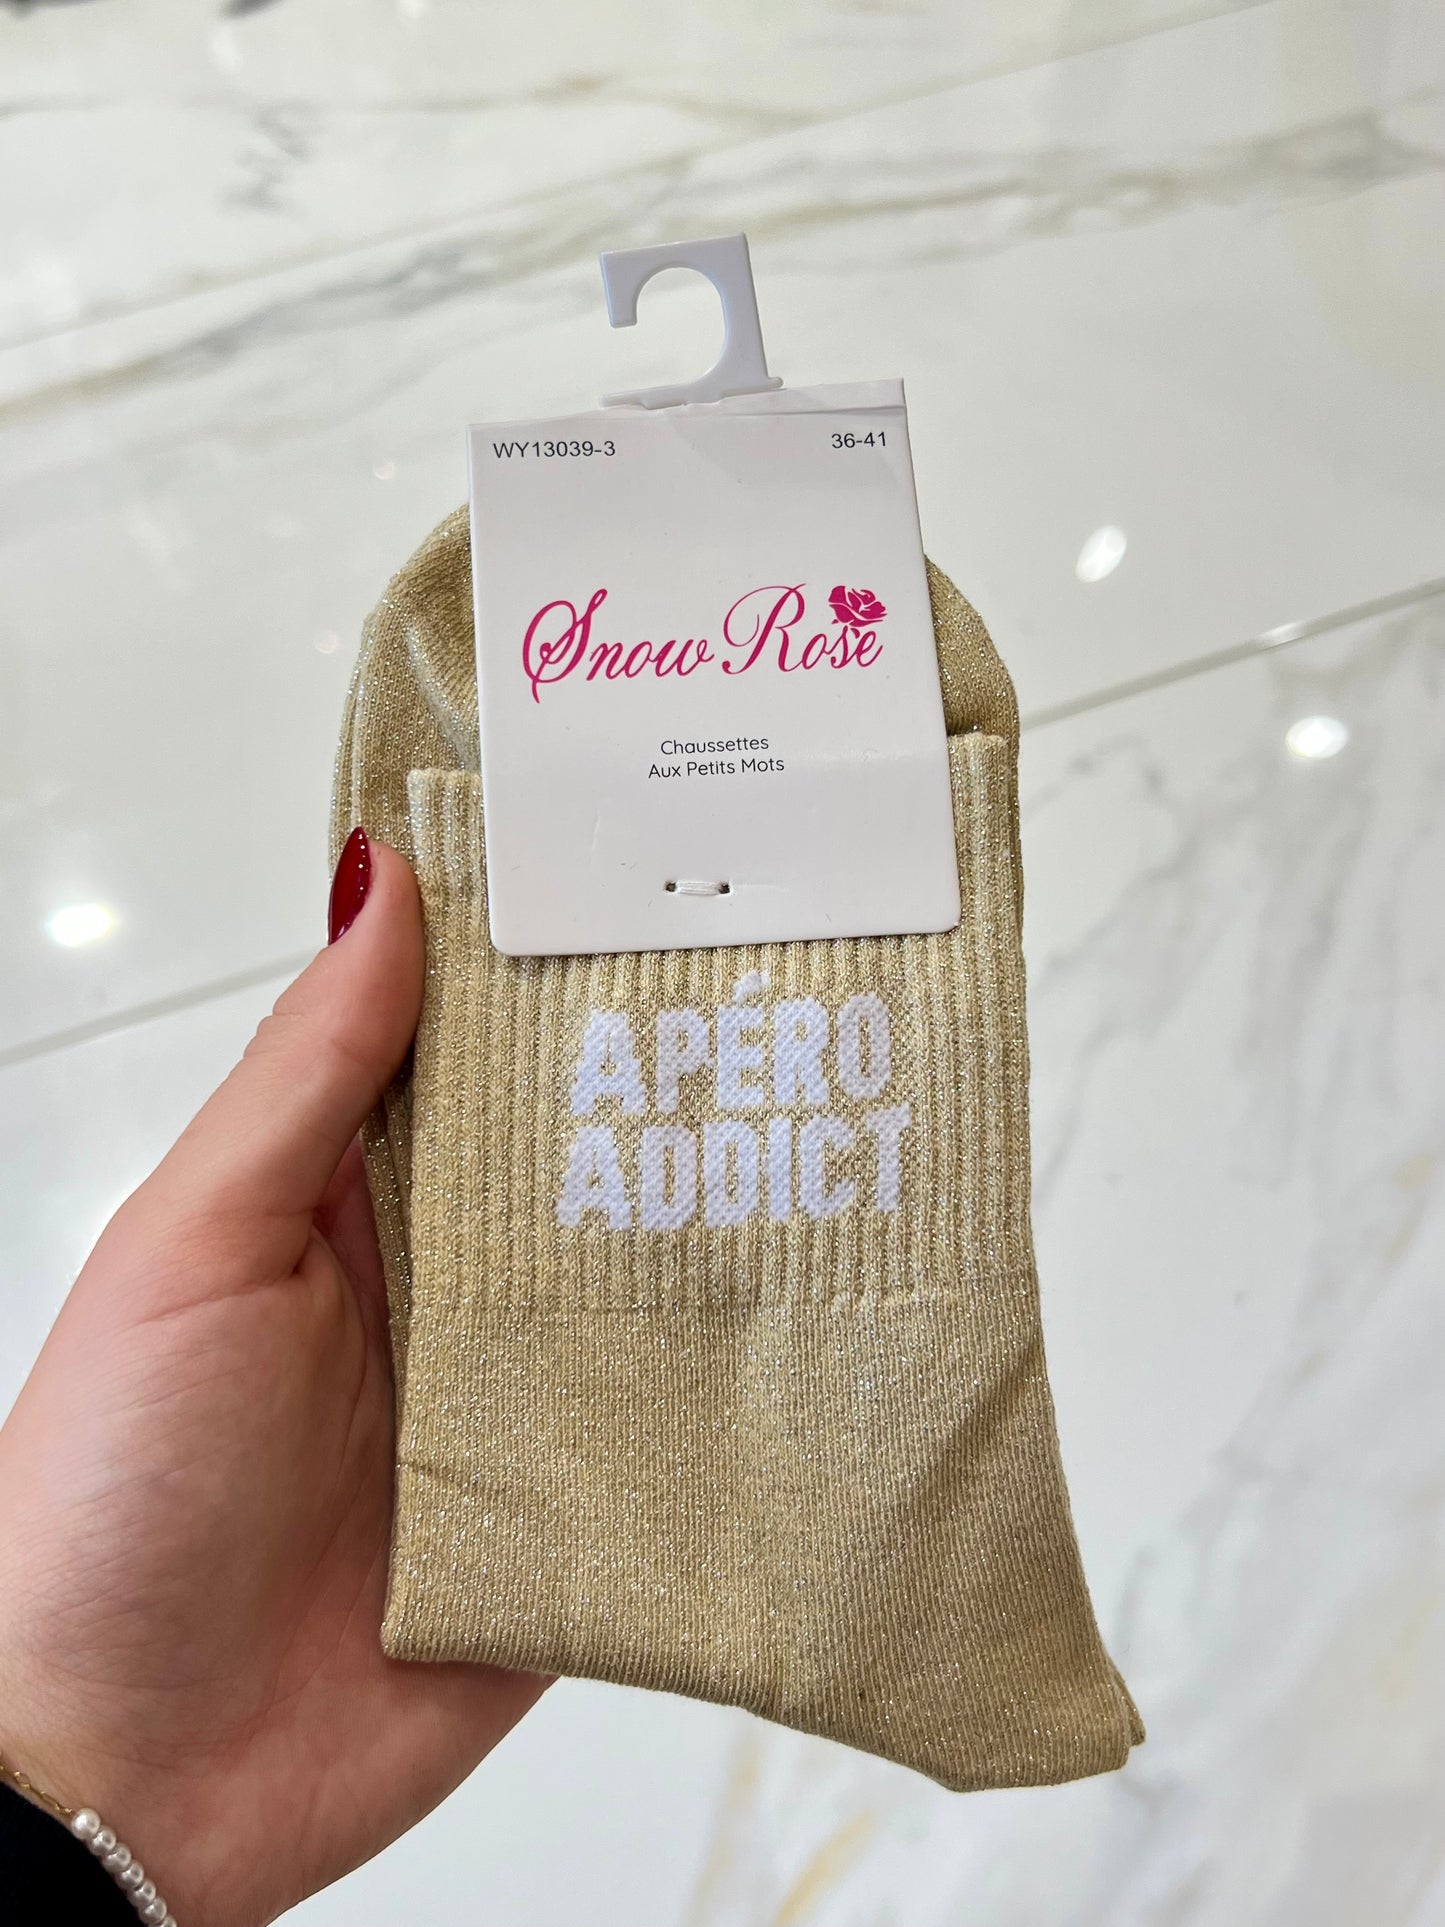 WY13039-3 36-41
Snow Rose
Chaussettes
Aux Petits Mots
APÉRO
ADDICT